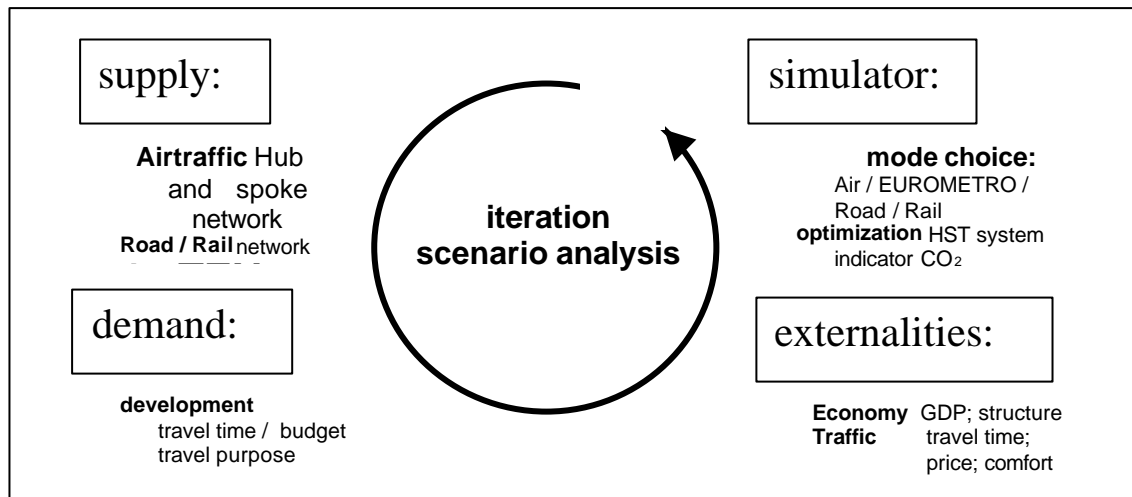 supply:
Airtraffic Hub
and spoke
network
Road / Rail network
demand:
development
travel time / budget
travel purpose
iteration
scenario analysis
simulator:
mode choice:
Air / EUROMETRO /
Road / Rail
optimization HST system
indicator CO₂
externalities:
Economy GDP; structure
Traffic travel time;
price; comfort